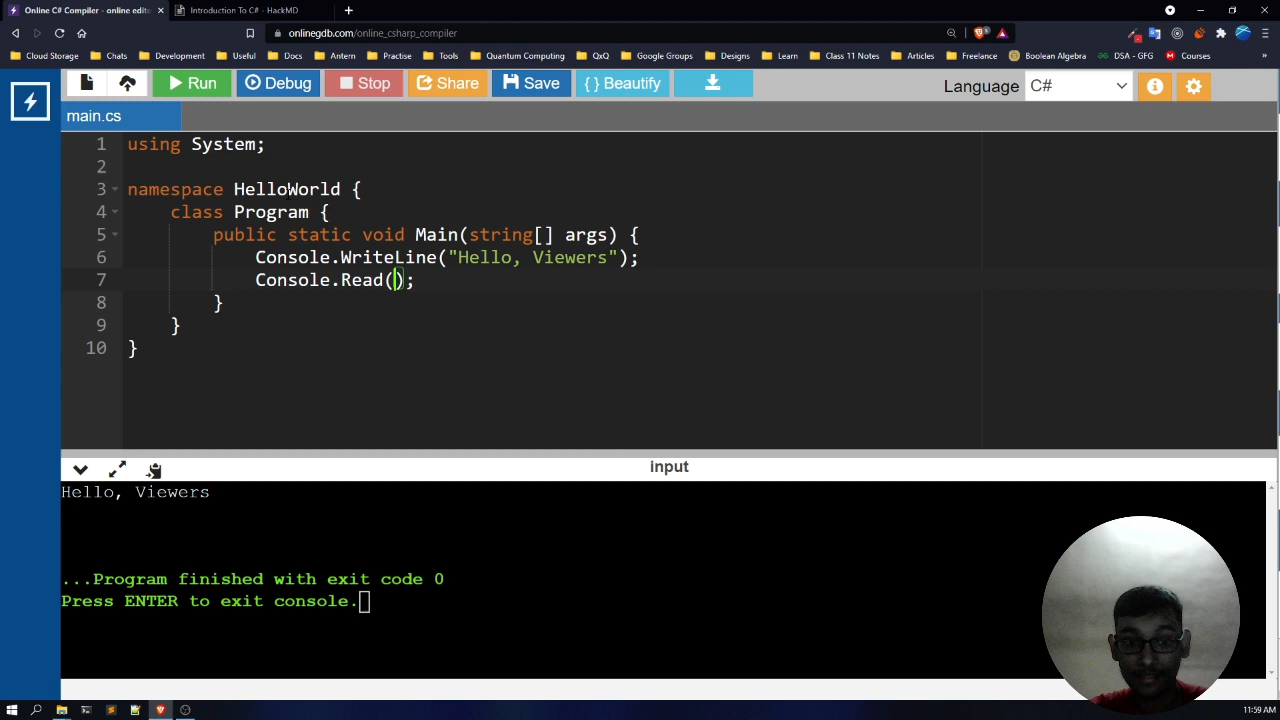 Online C# Compiler - online edito
Introduction To C# - HackMD
onlinegdb.com/online_csharp_compiler
Cloud Storage
Chats
Development
Useful
Docs
Antern
Practise
Tools
Quantum Computing
QxQ
Google Groups
Designs
Learn
Class 11 Notes
Articles
Freelance
Boolean Algebra
DSA - GFG
Courses
Run
Debug
Stop
Share
Save
{ } Beautify
Language C#
main.cs
1 using System;
2
3 namespace HelloWorld {
4 class Program {
5 public static void Main(string[] args) {
6 Console.WriteLine("Hello, Viewers");
7 Console.Read();
8 }
9 }
10 }
input
Hello, Viewers
...Program finished with exit code 0
Press ENTER to exit console.
11:59 AM